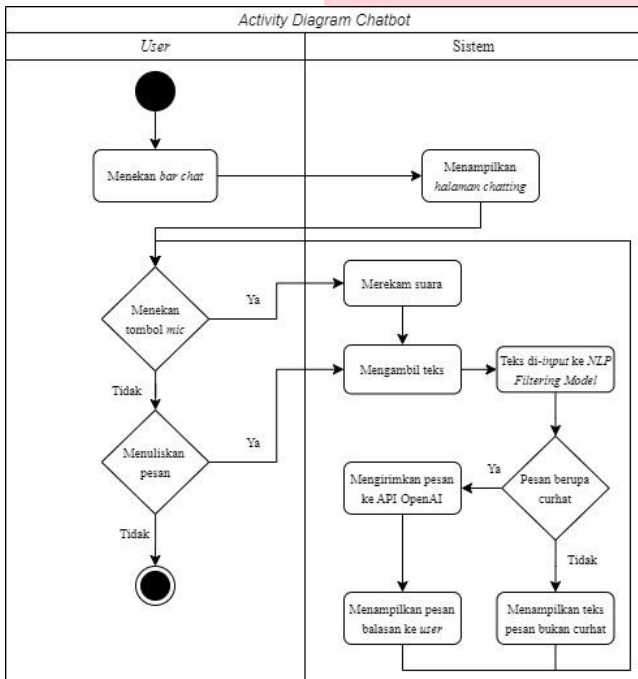 Activity Diagram Chatbot
User
Sistem
Menekan bar chat
Menampilkan
halaman chatting
Menekan
tombol mic
Ya
Merekam suara
Tidak
Mengambil teks
Teks di-input ke NLP
Filtering Model
Menuliskan
pesan
Ya
Mengirimkan pesan
ke API OpenAI
Ya
Pesan berupa
curhat
Tidak
Tidak
Menampilkan pesan
balasan ke user
Menampilkan teks
pesan bukan curhat